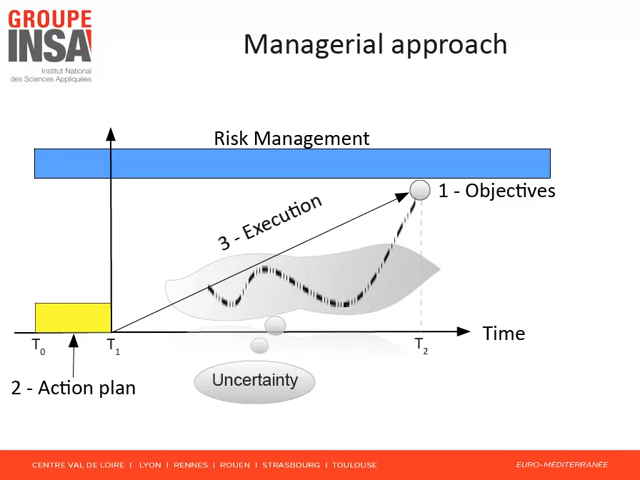 GROUPE
INSA
Institut National
des Sciences Appliquées
Managerial approach
Risk Management
1 - Objectives
3 - Execution
Time
T0
T1
T2
Uncertainty
2 - Action plan
CENTRE VAL DE LOIRE I LYON I RENNES I ROUEN I STRASBOURG I TOULOUSE
EURO-MÉDITERRANÉE